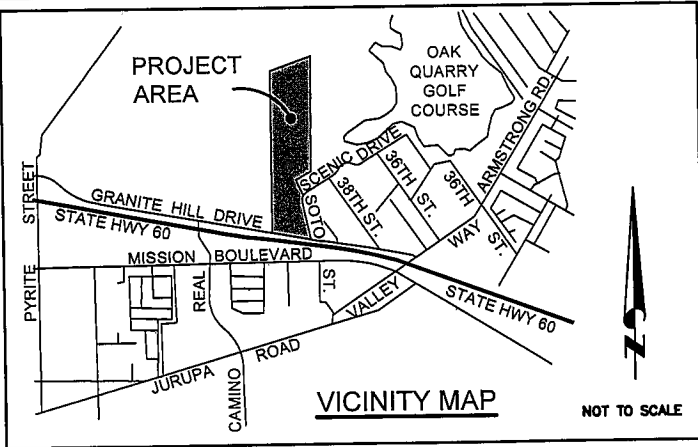 PROJECT
AREA
OAK
QUARRY
GOLF
COURSE
ARMSTRONG RD.
SCENIC DRIVE
36TH
ST.
36TH
ST.
38TH ST.
SOTO
ST.
PYRITE
STREET
GRANITE HILL DRIVE
STATE HWY 60
MISSION BOULEVARD
CAMINO
REAL
VALLEY
WAY
STATE HWY 60
JURUPA ROAD
VICINITY MAP
N
NOT TO SCALE